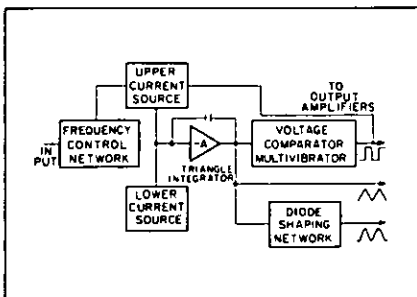 UPPER
CURRENT
SOURCE
TO
OUTPUT
AMPLIFIERS
IN
PUT
FREQUENCY
CONTROL
NETWORK
-A
TRIANGLE
INTEGRATOR
VOLTAGE
COMPARATOR
MULTIVIBRATOR
LOWER
CURRENT
SOURCE
DIODE
SHAPING
NETWORK